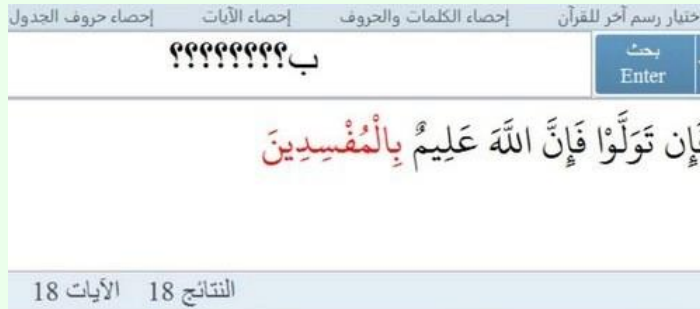 ختيار رسم آخر للقرآن إحصاء الكلمات والحروف إحصاء الآيات إحصاء حروف الجدول
بحث
Enter
ب؟؟؟؟؟؟؟؟
فَإِن تَوَلَّوْا فَإِنَّ اللَّهَ عَلِيمٌ بِالْمُفْسِدِينَ
النتائج 18 الآيات 18